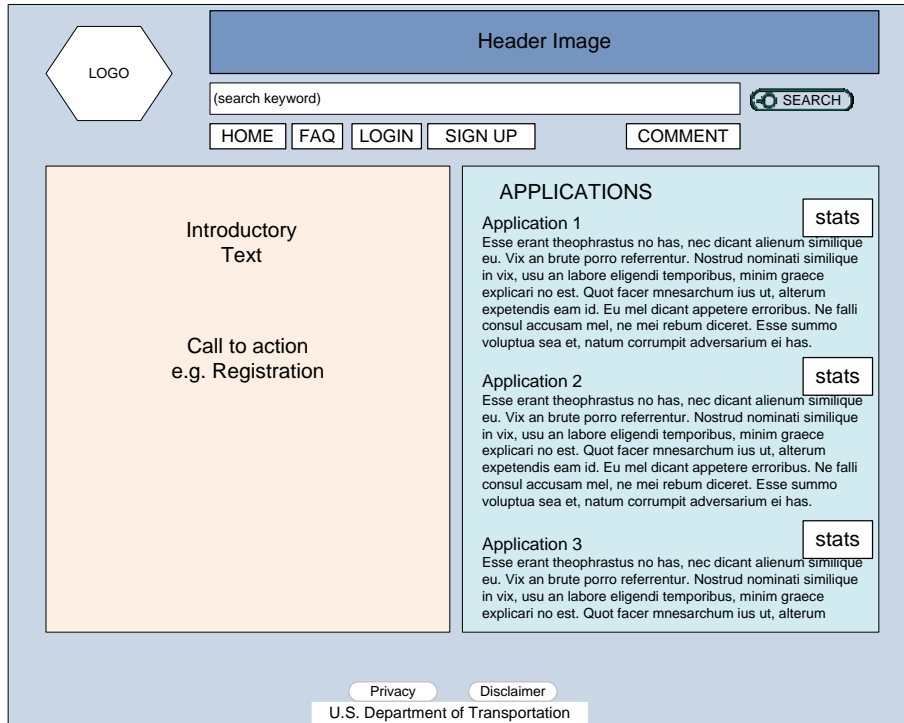 LOGO
Header Image
(search keyword)
SEARCH
HOME FAQ LOGIN SIGN UP COMMENT
Introductory
Text
Call to action
e.g. Registration
APPLICATIONS
stats
Application 1
Esse erant theophrastus no has, nec dicant alienum similique
eu. Vix an brute porro referrentur. Nostrud nominati similique
in vix, usu an labore eligendi temporibus, minim graece
explicari no est. Quot facer mnesarchum ius ut, alterum
expetendis eam id. Eu mel dicant appetere erroribus. Ne falli
consul accusam mel, ne mei rebum diceret. Esse summo
voluptua sea et, natum corrumpit adversarium ei has.
stats
Application 2
Esse erant theophrastus no has, nec dicant alienum similique
eu. Vix an brute porro referrentur. Nostrud nominati similique
in vix, usu an labore eligendi temporibus, minim graece
explicari no est. Quot facer mnesarchum ius ut, alterum
expetendis eam id. Eu mel dicant appetere erroribus. Ne falli
consul accusam mel, ne mei rebum diceret. Esse summo
voluptua sea et, natum corrumpit adversarium ei has.
stats
Application 3
Esse erant theophrastus no has, nec dicant alienum similique
eu. Vix an brute porro referrentur. Nostrud nominati similique
in vix, usu an labore eligendi temporibus, minim graece
explicari no est. Quot facer mnesarchum ius ut, alterum
Privacy Disclaimer
U.S. Department of Transportation